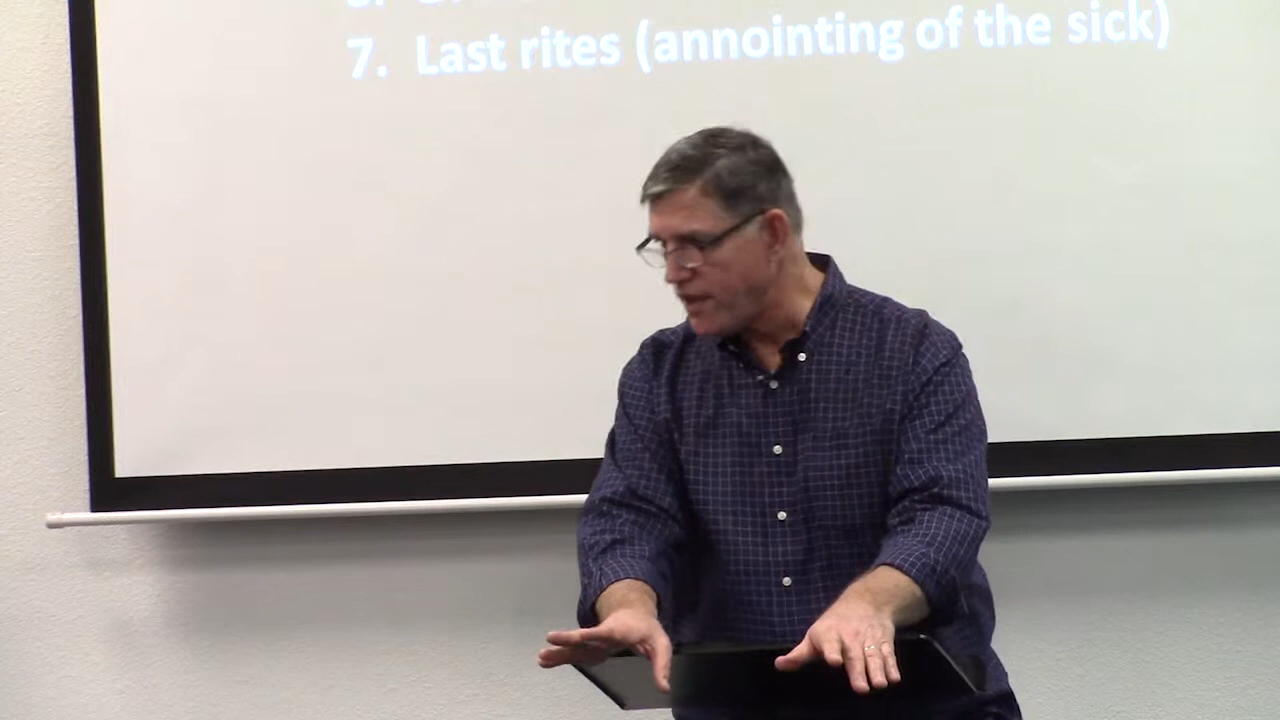 7. Last rites (annointing of the sick)